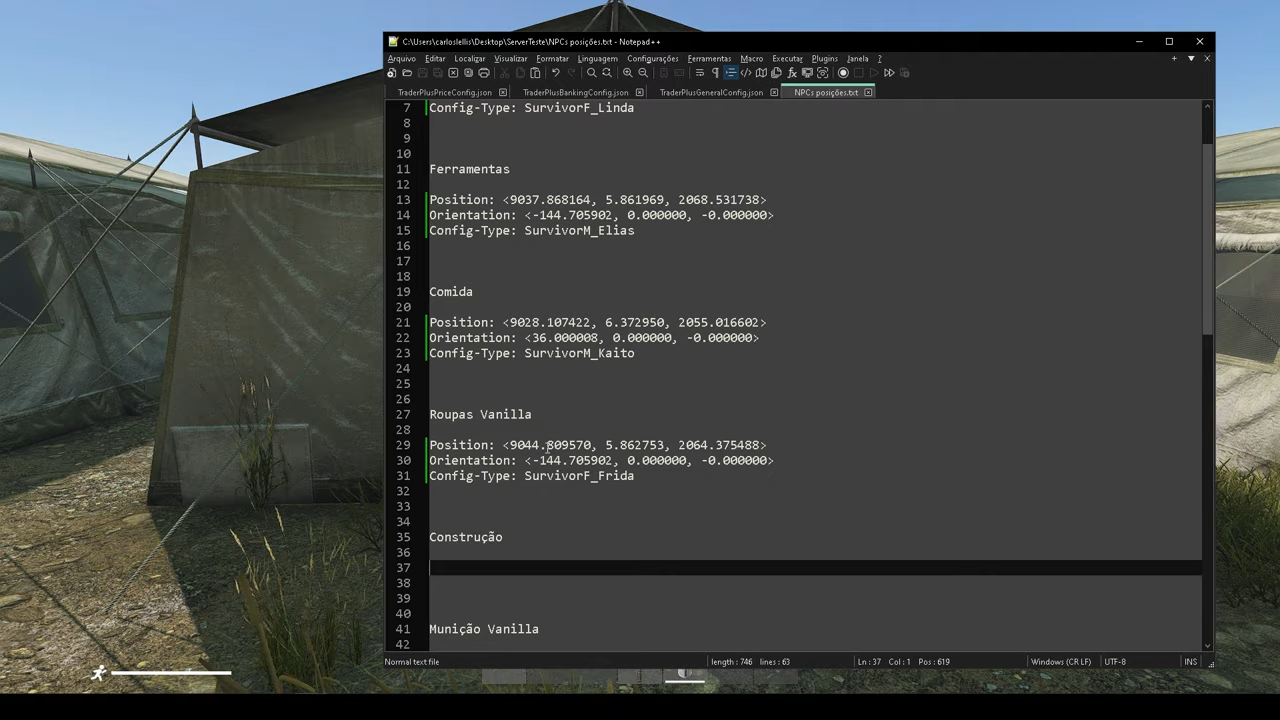 C:\Users\carloslellis\Desktop\ServerTeste\NPCs posições.txt - Notepad++
Arquivo Editar Localizar Visualizar Formatar Linguagem Configurações Ferramentas Macro Executar Plugins Janela ?
TraderPlusPriceConfig.json TraderPlusBankingConfig.json TraderPlusGeneralConfig.json NPCs posições.txt
7 Config-Type: SurvivorF_Linda
8
9
10
11 Ferramentas
12
13 Position: <9037.868164, 5.861969, 2068.531738>
14 Orientation: <-144.705902, 0.000000, -0.000000>
15 Config-Type: SurvivorM_Elias
16
17
18
19 Comida
20
21 Position: <9028.107422, 6.372950, 2055.016602>
22 Orientation: <36.000008, 0.000000, -0.000000>
23 Config-Type: SurvivorM_Kaito
24
25
26
27 Roupas Vanilla
28
29 Position: <9044.809570, 5.862753, 2064.375488>
30 Orientation: <-144.705902, 0.000000, -0.000000>
31 Config-Type: SurvivorF_Frida
32
33
34
35 Construção
36
37
38
39
40
41 Munição Vanilla
42
Normal text file length : 746 lines : 63 Ln : 37 Col : 1 Pos : 619 Windows (CR LF) UTF-8 INS